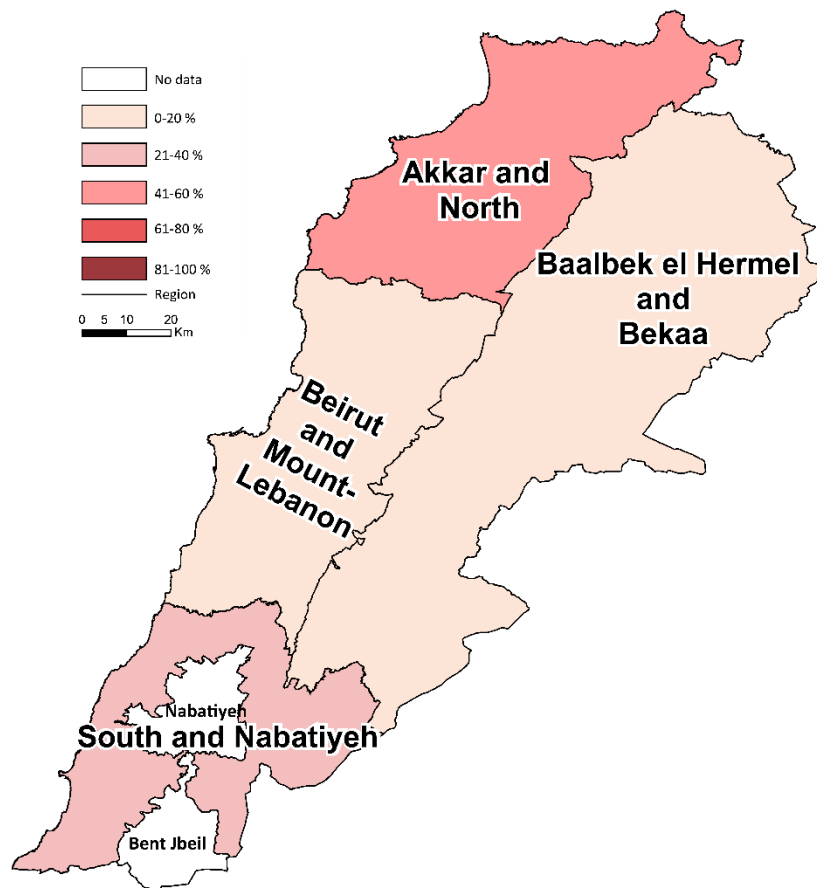 No data
0-20 %
21-40 %
41-60 %
61-80 %
81-100 %
Region
0 5 10 20
Km
Akkar and
North
Baalbek el Hermel
and
Bekaa
Beirut
and
Mount-
Lebanon
Nabatiyeh
South and Nabatiyeh
Bent Jbeil